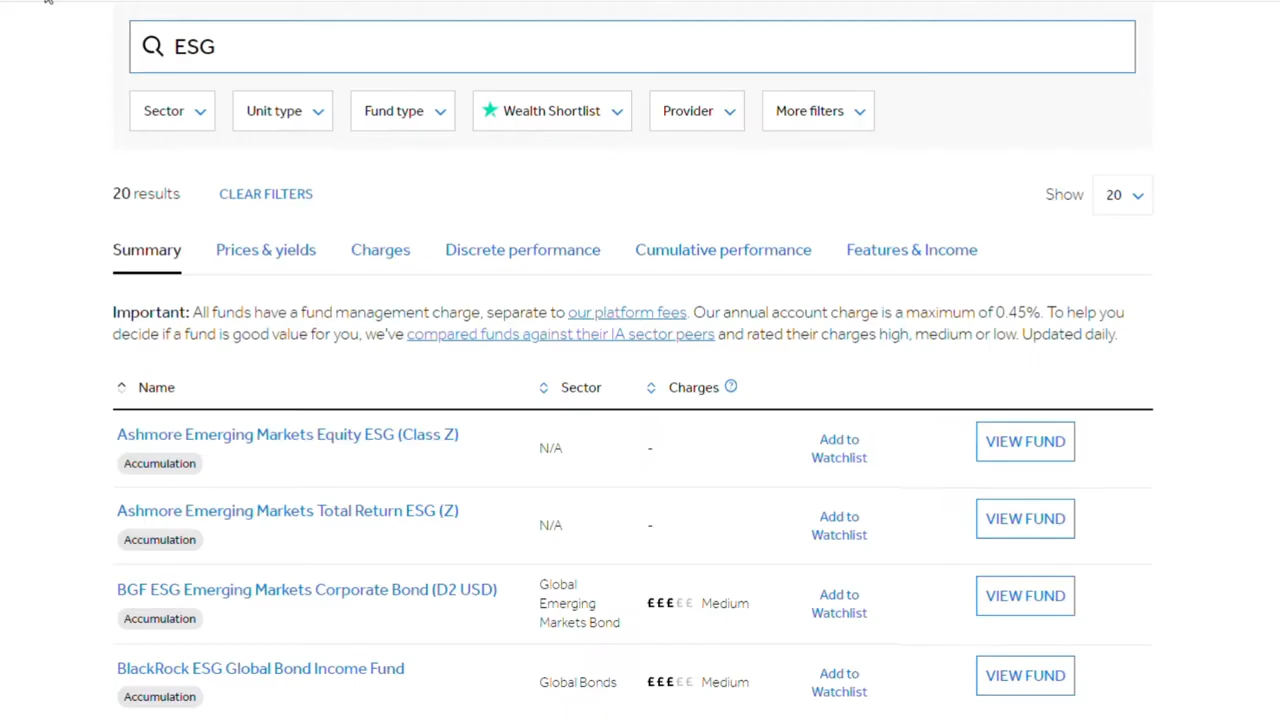 ESG
Sector
Unit type
Fund type
Wealth Shortlist
Provider
More filters
20 results
CLEAR FILTERS
Show
20
Summary
Prices & yields
Charges
Discrete performance
Cumulative performance
Features & Income
Important: All funds have a fund management charge, separate to our platform fees. Our annual account charge is a maximum of 0.45%. To help you
decide if a fund is good value for you, we've compared funds against their IA sector peers and rated their charges high, medium or low. Updated daily.
Name
Sector
Charges ?
Ashmore Emerging Markets Equity ESG (Class Z)
Accumulation
N/A
-
Add to
Watchlist
VIEW FUND
Ashmore Emerging Markets Total Return ESG (Z)
Accumulation
N/A
-
Add to
Watchlist
VIEW FUND
BGF ESG Emerging Markets Corporate Bond (D2 USD)
Accumulation
Global
Emerging
Markets Bond
£££££ Medium
Add to
Watchlist
VIEW FUND
BlackRock ESG Global Bond Income Fund
Accumulation
Global Bonds
£££££ Medium
Add to
Watchlist
VIEW FUND